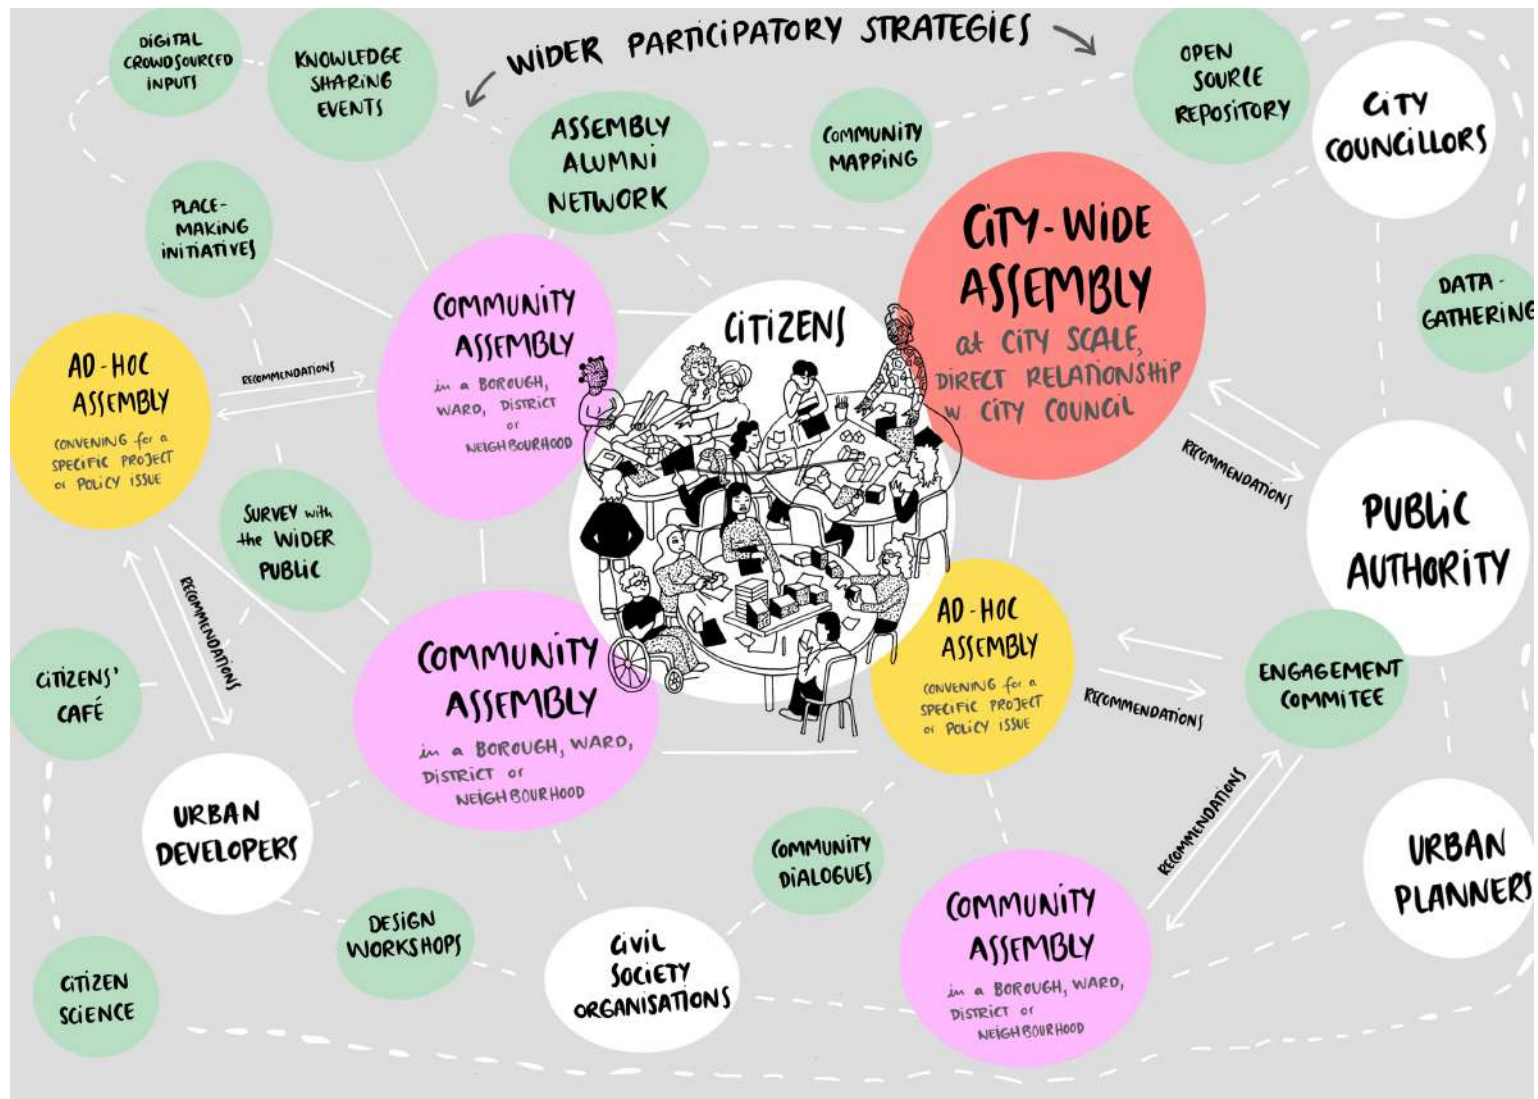 WIDER PARTICIPATORY STRATEGIES
DIGITAL
CROWDSOURCED
INPUTS
KNOWLEDGE
SHARING
EVENTS
ASSEMBLY
ALUMNI
NETWORK
COMMUNITY
MAPPING
OPEN
SOURCE
REPOSITORY
CITY
COUNCILLORS
PLACE-
MAKING
INITIATIVES
COMMUNITY
ASSEMBLY
in a BOROUGH,
WARD, DISTRICT
or
NEIGHBOURHOOD
CITIZENS
CITY-WIDE
ASSEMBLY
at CITY SCALE,
DIRECT RELATIONSHIP
W CITY COUNCIL
DATA-
GATHERING
AD-HOC
ASSEMBLY
CONVENING for a
SPECIFIC PROJECT
or POLICY ISSUE
RECOMMENDATIONS
RECOMMENDATIONS
PUBLIC
AUTHORITY
SURVEY with
the WIDER
PUBLIC
RECOMMENDATIONS
CITIZENS'
CAFÉ
COMMUNITY
ASSEMBLY
in a BOROUGH, WARD,
DISTRICT or
NEIGHBOURHOOD
AD-HOC
ASSEMBLY
CONVENING for a
SPECIFIC PROJECT
or POLICY ISSUE
RECOMMENDATIONS
ENGAGEMENT
COMMITEE
URBAN
DEVELOPERS
RECOMMENDATIONS
URBAN
PLANNERS
COMMUNITY
DIALOGUES
DESIGN
WORKSHOPS
CIVIL
SOCIETY
ORGANISATIONS
COMMUNITY
ASSEMBLY
in a BOROUGH, WARD,
DISTRICT or
NEIGHBOURHOOD
CITIZEN
SCIENCE